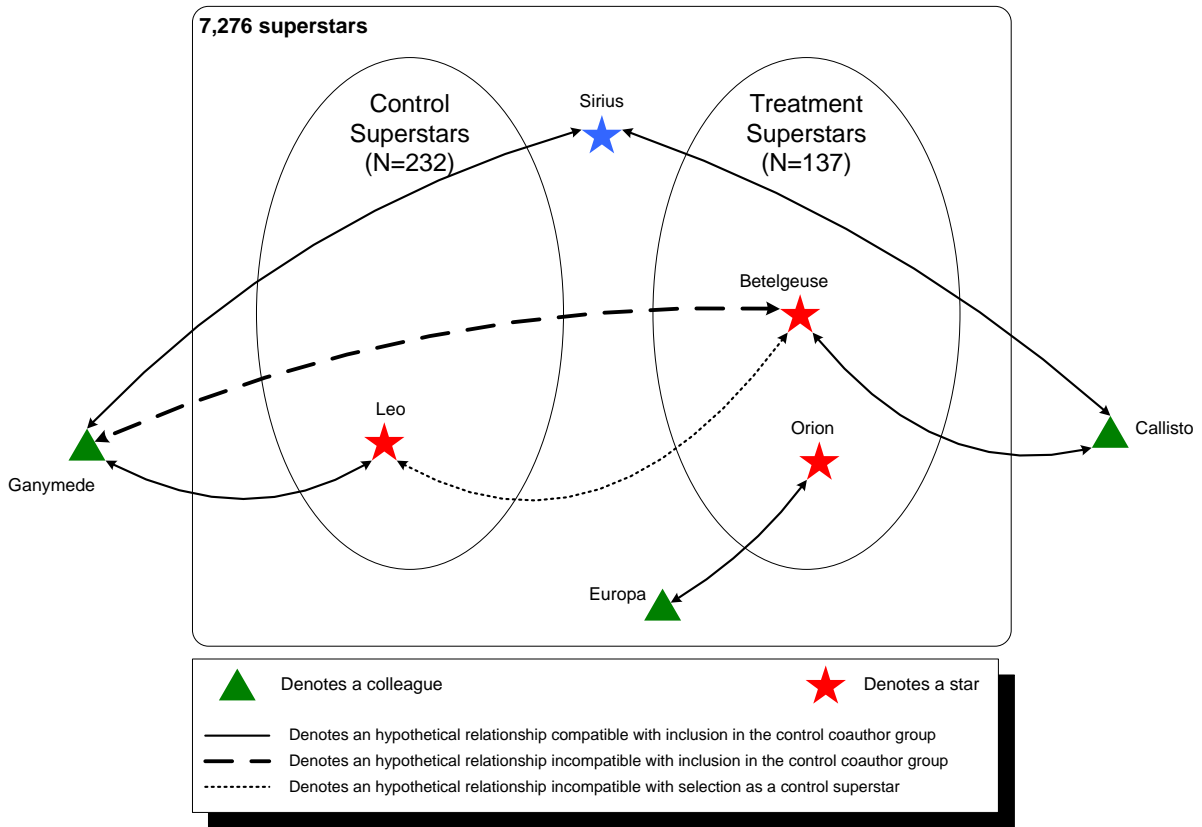 7,276 superstars
Control
Superstars
(N=232)
Sirius
Treatment
Superstars
(N=137)
Betelgeuse
Leo
Orion
Callisto
Ganymede
Europa
Denotes a colleague
Denotes a star
Denotes an hypothetical relationship compatible with inclusion in the control coauthor group
Denotes an hypothetical relationship incompatible with inclusion in the control coauthor group
Denotes an hypothetical relationship incompatible with selection as a control superstar